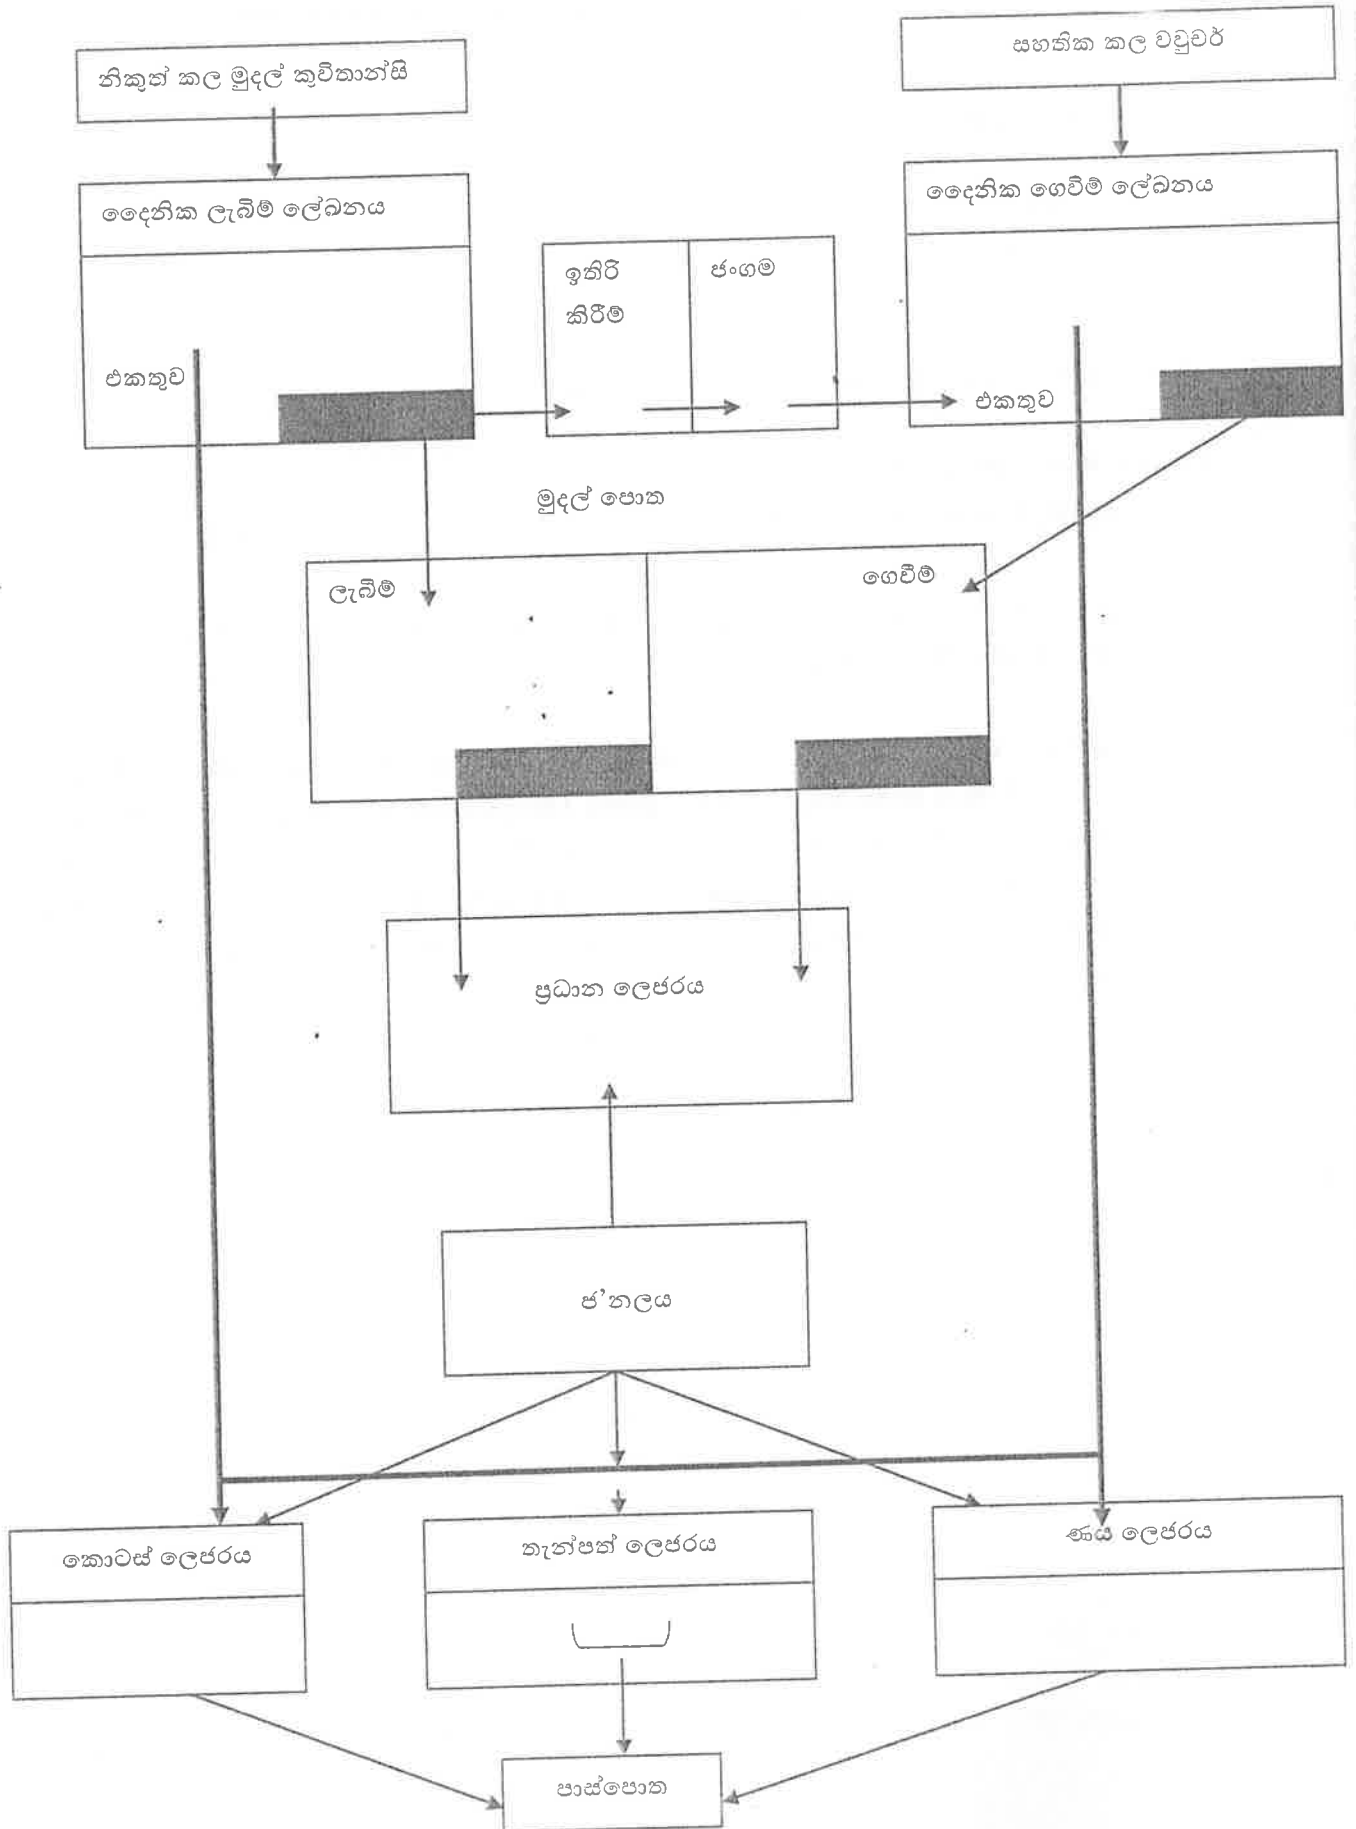 නිකුත් කල මුදල් කුවිතාන්සි
සහතික කල වවුචර්
දෛනික ලැබිම් ලේඛනය
දෛනික ගෙවිම් ලේඛනය
ඉතිරි
කිරීම්
ජංගම
එකතුව
එකතුව
මුදල් පොත
ලැබිම්
ගෙවීම්
ප්‍රධාන ලෙජරය
ජ'නලය
කොටස් ලෙජරය
තැන්පත් ලෙජරය
ණය ලෙජරය
පාස්පොත